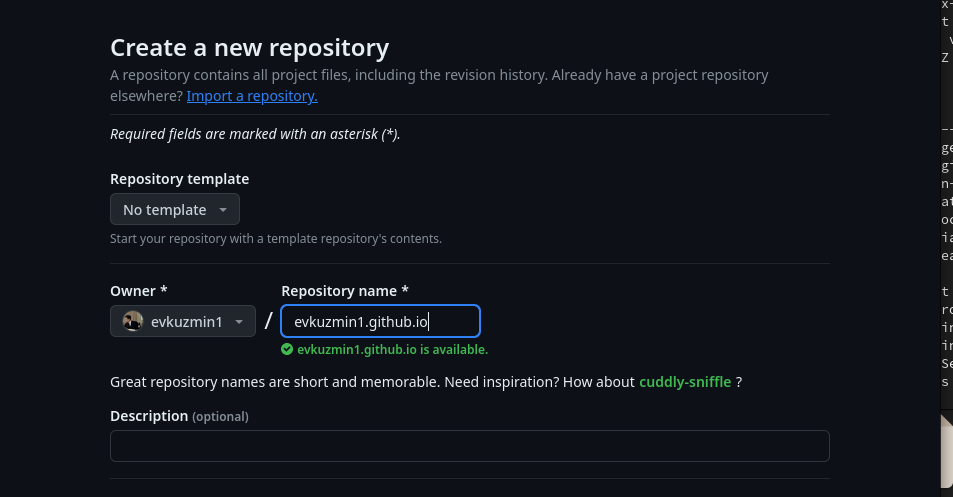 Create a new repository
A repository contains all project files, including the revision history. Already have a project repository
elsewhere? Import a repository.
Required fields are marked with an asterisk (*).
Repository template
No template
Start your repository with a template repository's contents.
Owner *
Repository name *
evkuzmin1
/
evkuzmin1.github.io
evkuzmin1.github.io is available.
Great repository names are short and memorable. Need inspiration? How about cuddly-sniffle ?
Description (optional)